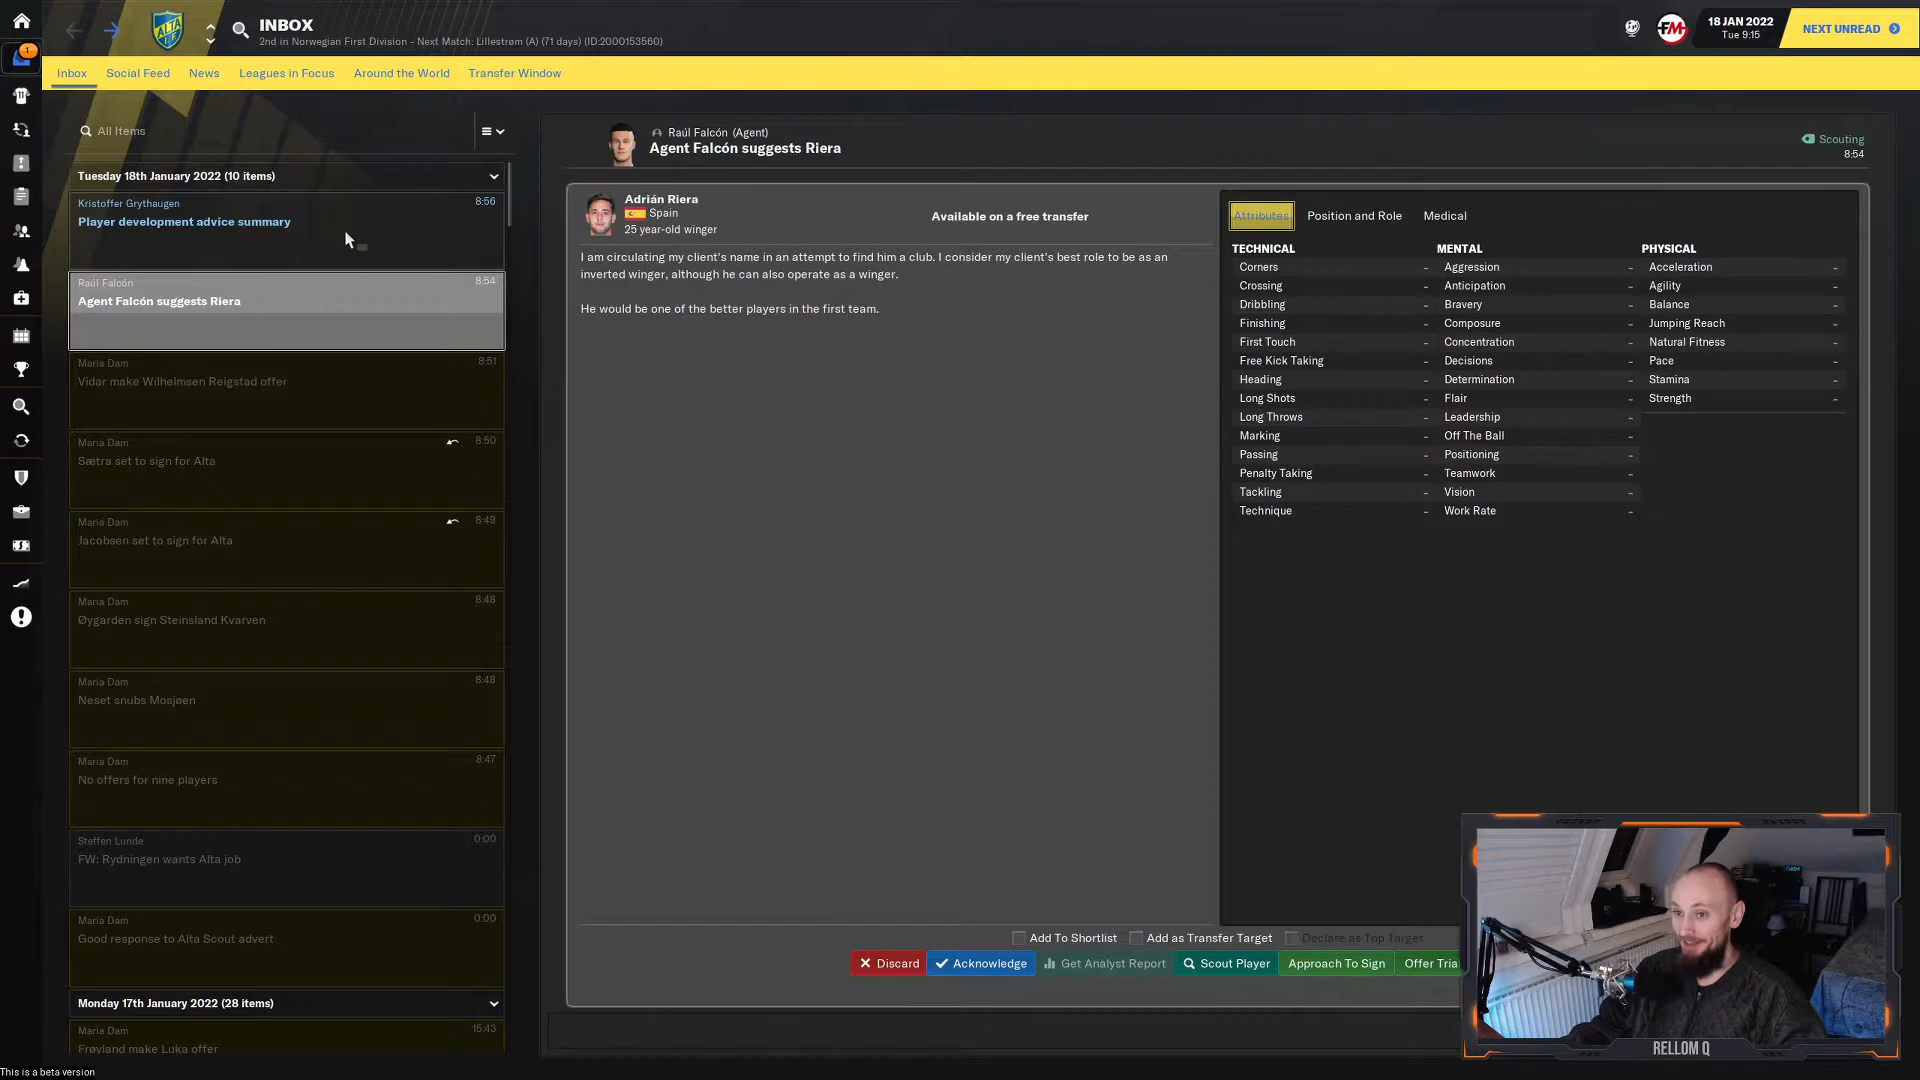 INBOX
2nd in Norwegian First Division - Next Match: Lillestrøm (A) (71 days) (ID:2000153560)
18 JAN 2022
Tue 9:15
NEXT UNREAD
ALTA
FM
1
Inbox
Social Feed
News
Leagues in Focus
Around the World
Transfer Window
All Items
Tuesday 18th January 2022 (10 items)
Kristoffer Grythaugen 8:56
Player development advice summary
Raúl Falcón 8:54
Agent Falcón suggests Riera
Maria Dam 8:51
Vidar make Wilhelmsen Reigstad offer
Maria Dam 8:50
Sætra set to sign for Alta
Maria Dam 8:49
Jacobsen set to sign for Alta
Maria Dam 8:48
Øygarden sign Steinsland Kvarven
Maria Dam 8:48
Neset snubs Mosjøen
Maria Dam 8:47
No offers for nine players
Steffen Lunde 0:00
FW: Rydningen wants Alta job
Maria Dam 0:00
Good response to Alta Scout advert
Monday 17th January 2022 (28 items)
Maria Dam 15:43
Frøyland make Luka offer
This is a beta version
Raúl Falcón (Agent)
Agent Falcón suggests Riera
Scouting
8:54
Adrián Riera
Spain
25 year-old winger
Available on a free transfer
I am circulating my client's name in an attempt to find him a club. I consider my client's best role to be as an
inverted winger, although he can also operate as a winger.
He would be one of the better players in the first team.
Attributes
Position and Role
Medical
TECHNICAL MENTAL PHYSICAL
Corners - Aggression - Acceleration -
Crossing - Anticipation - Agility -
Dribbling - Bravery - Balance -
Finishing - Composure - Jumping Reach -
First Touch - Concentration - Natural Fitness -
Free Kick Taking - Decisions - Pace -
Heading - Determination - Stamina -
Long Shots - Flair - Strength -
Long Throws - Leadership -
Marking - Off The Ball -
Passing - Positioning -
Penalty Taking - Teamwork -
Tackling - Vision -
Technique - Work Rate -
Add To Shortlist
Add as Transfer Target
Declare as Top Target
Discard
Acknowledge
Get Analyst Report
Scout Player
Approach To Sign
Offer Tria
RELLOM Q